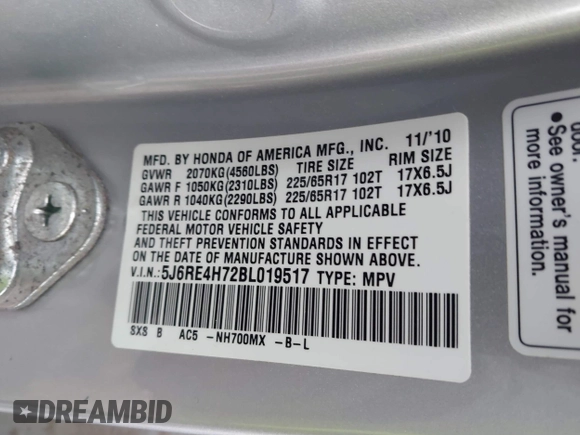 MFD. BY HONDA OF AMERICA MFG., INC. 11/'10
GVWR 2070KG(4560LBS) TIRE SIZE RIM SIZE
GAWR F 1050KG(2310LBS) 225/65R17 102T 17X6.5J
GAWR R 1040KG(2290LBS) 225/65R17 102T 17X6.5J
THIS VEHICLE CONFORMS TO ALL APPLICABLE
FEDERAL MOTOR VEHICLE SAFETY
AND THEFT PREVENTION STANDARDS IN EFFECT
ON THE DATE OF MANUFACTURE SHOWN ABOVE.
V.I.N.: 5J6RE4H72BL019517 TYPE: MPV
SXS B AC5 -NH700MX -B-L
door.
•See owner's manual for
DREAMBID